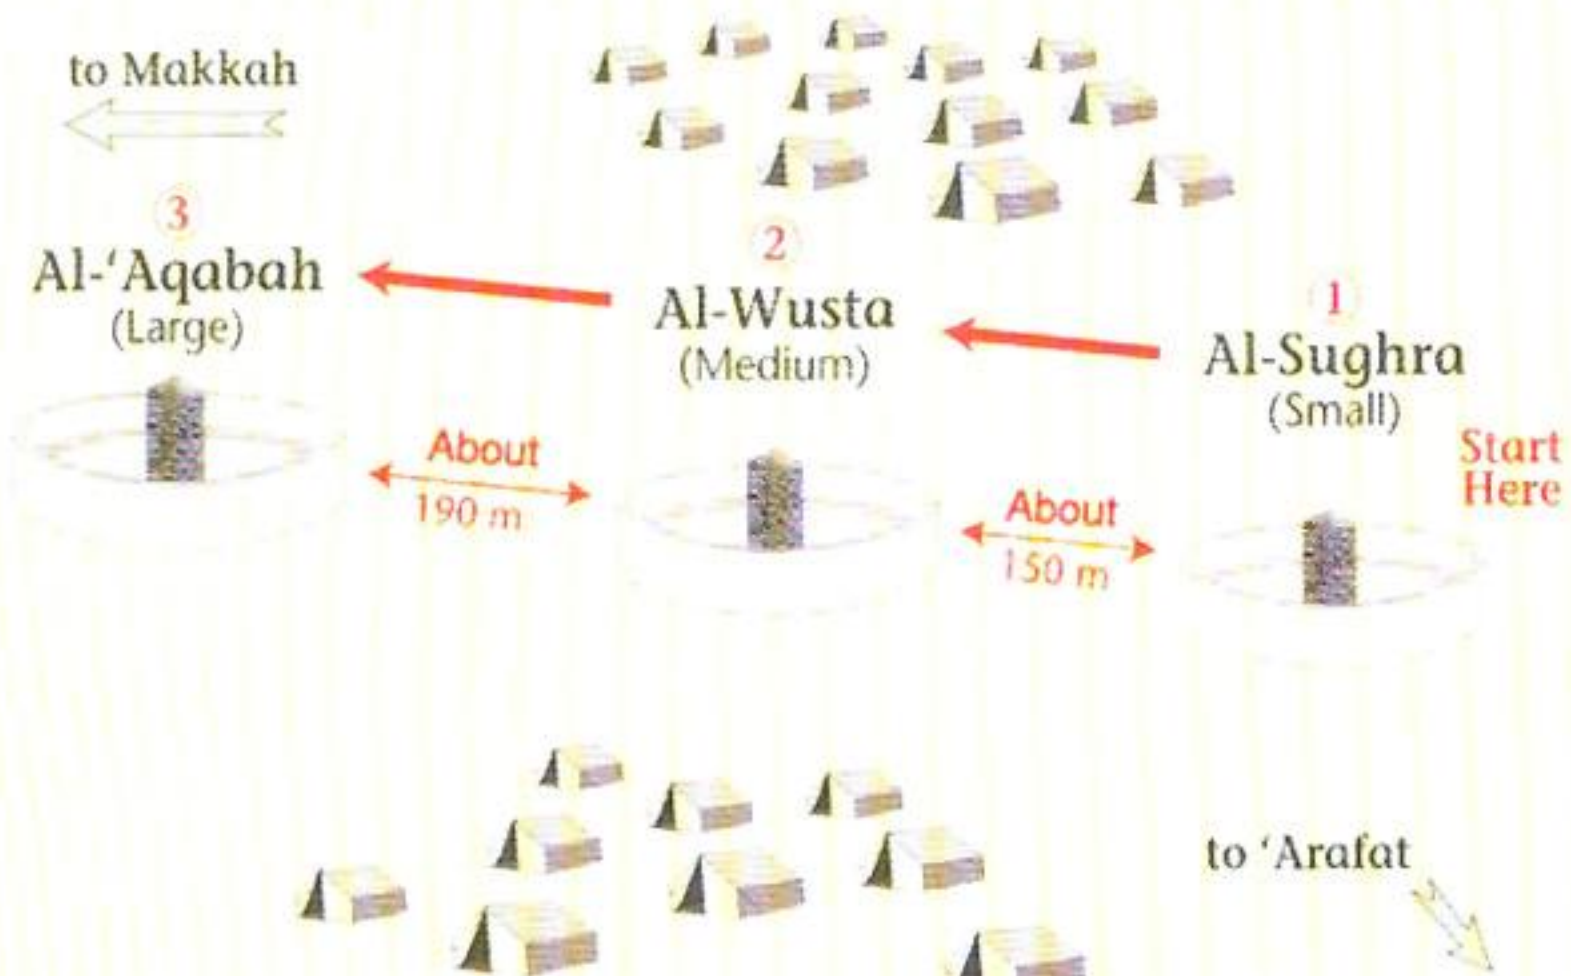 to Makkah
3
Al-‘Aqabah
(Large)
2
Al-Wusta
(Medium)
1
Al-Sughra
(Small)
Start
Here
About
190 m
About
150 m
to ‘Arafat